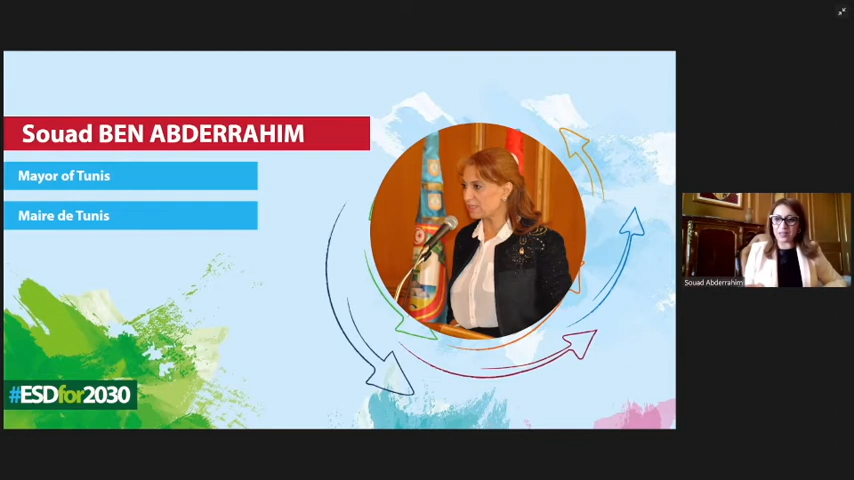 Souad BEN ABDERRAHIM
Mayor of Tunis
Maire de Tunis
#ESDfor2030
Souad Abderrahim